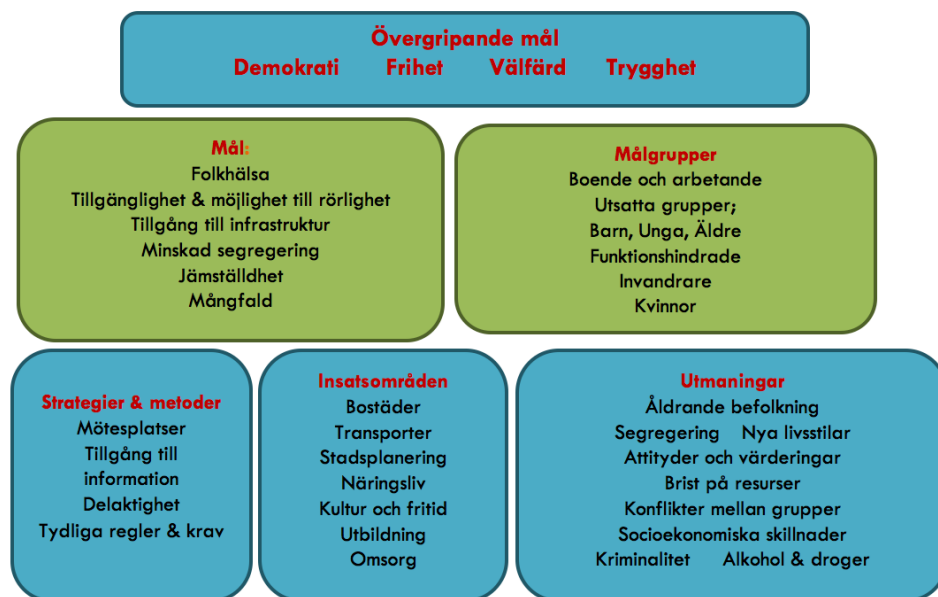 Övergripande mål
Demokrati Frihet Välfärd Trygghet
Mål:
Folkhälsa
Tillgänglighet & möjlighet till rörlighet
Tillgång till infrastruktur
Minskad segregering
Jämställdhet
Mångfald
Målgrupper
Boende och arbetande
Utsatta grupper;
Barn, Unga, Äldre
Funktionshindrade
Invandrare
Kvinnor
Strategier & metoder
Mötesplatser
Tillgång till
information
Delaktighet
Tydliga regler & krav
Insatsområden
Bostäder
Transporter
Stadsplanering
Näringsliv
Kultur och fritid
Utbildning
Omsorg
Utmaningar
Åldrande befolkning
Segregering Nya livsstilar
Attityder och värderingar
Brist på resurser
Konflikter mellan grupper
Socioekonomiska skillnader
Kriminalitet Alkohol & droger